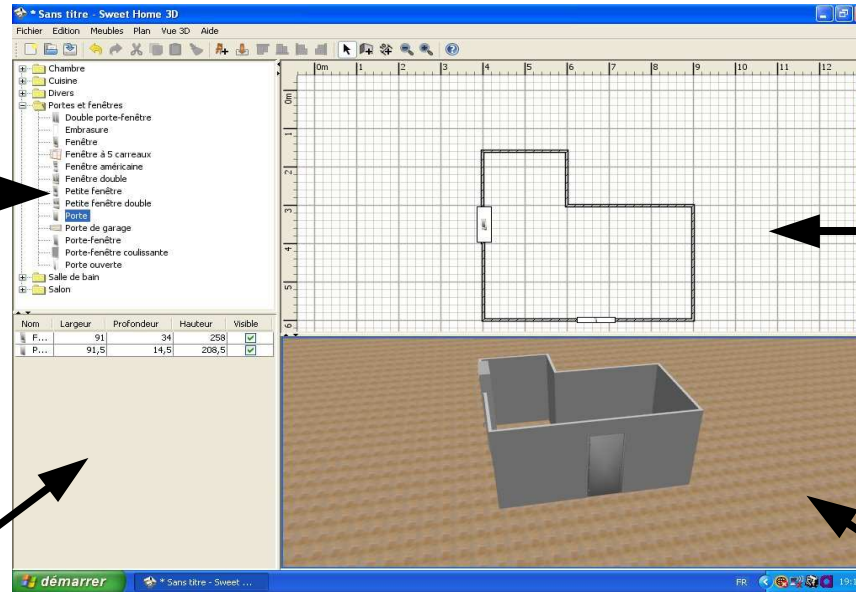 * Sans titre - Sweet Home 3D
Fichier Edition Meubles Plan Vue 3D Aide
Chambre
Cuisine
Divers
Portes et fenêtres
Double porte-fenêtre
Embrasure
Fenêtre
Fenêtre à 5 carreaux
Fenêtre américaine
Fenêtre double
Petite fenêtre
Petite fenêtre double
Porte
Porte de garage
Porte-fenêtre
Porte-fenêtre coulissante
Porte ouverte
Salle de bain
Salon
0m 1 2 3 4 5 6 7 8 9 10 11 12
0m
1
2
3
4
5
6
Nom Largeur Profondeur Hauteur Visible
F... 91 34 258
P... 91,5 14,5 208,5
démarrer * Sans titre - Sweet ... FR